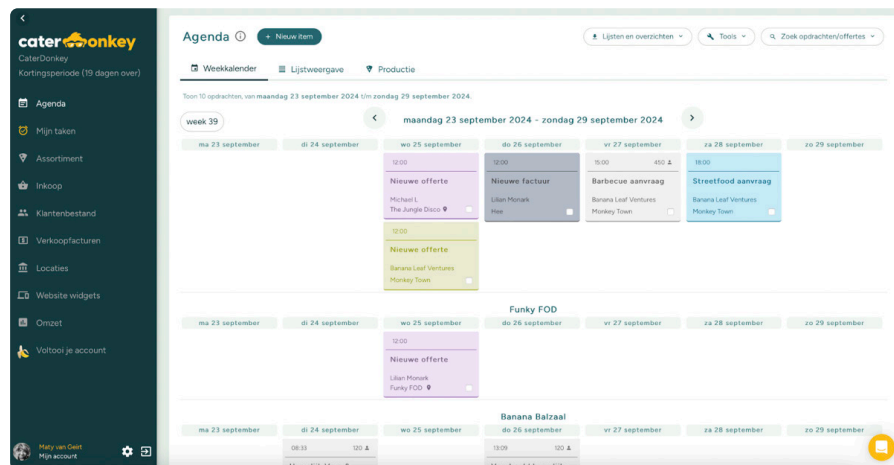 cater onkey
CaterDonkey
Kortingsperiode (19 dagen over)
Agenda
Mijn taken
Assortiment
Inkoop
Klantenbestand
Verkoopfacturen
Locaties
Website widgets
Omzet
Voltooi je account
Maty van Geirt
Mijn account
Agenda
+ Nieuw item
Lijsten en overzichten
Tools
Zoek opdrachten/offertes
Weekkalender
Lijstweergave
Productie
Toon 10 opdrachten, van maandag 23 september 2024 t/m zondag 29 september 2024.
week 39
maandag 23 september 2024 - zondag 29 september 2024
ma 23 september di 24 september wo 25 september do 26 september vr 27 september za 28 september zo 29 september
12:00
Nieuwe offerte
Michael L
The Jungle Disco
12:00
Nieuwe offerte
Banana Leaf Ventures
Monkey Town
12:00
Nieuwe factuur
Lilian Monark
Hee
15:00 450
Barbecue aanvraag
Banana Leaf Ventures
Monkey Town
18:00
Streetfood aanvraag
Banana Leaf Ventures
Monkey Town
Funky FOD
ma 23 september di 24 september wo 25 september do 26 september vr 27 september za 28 september zo 29 september
12:00
Nieuwe offerte
Lilian Monark
Funky FOD
Banana Balzaal
ma 23 september di 24 september wo 25 september do 26 september vr 27 september za 28 september zo 29 september
08:33 120
13:09 120